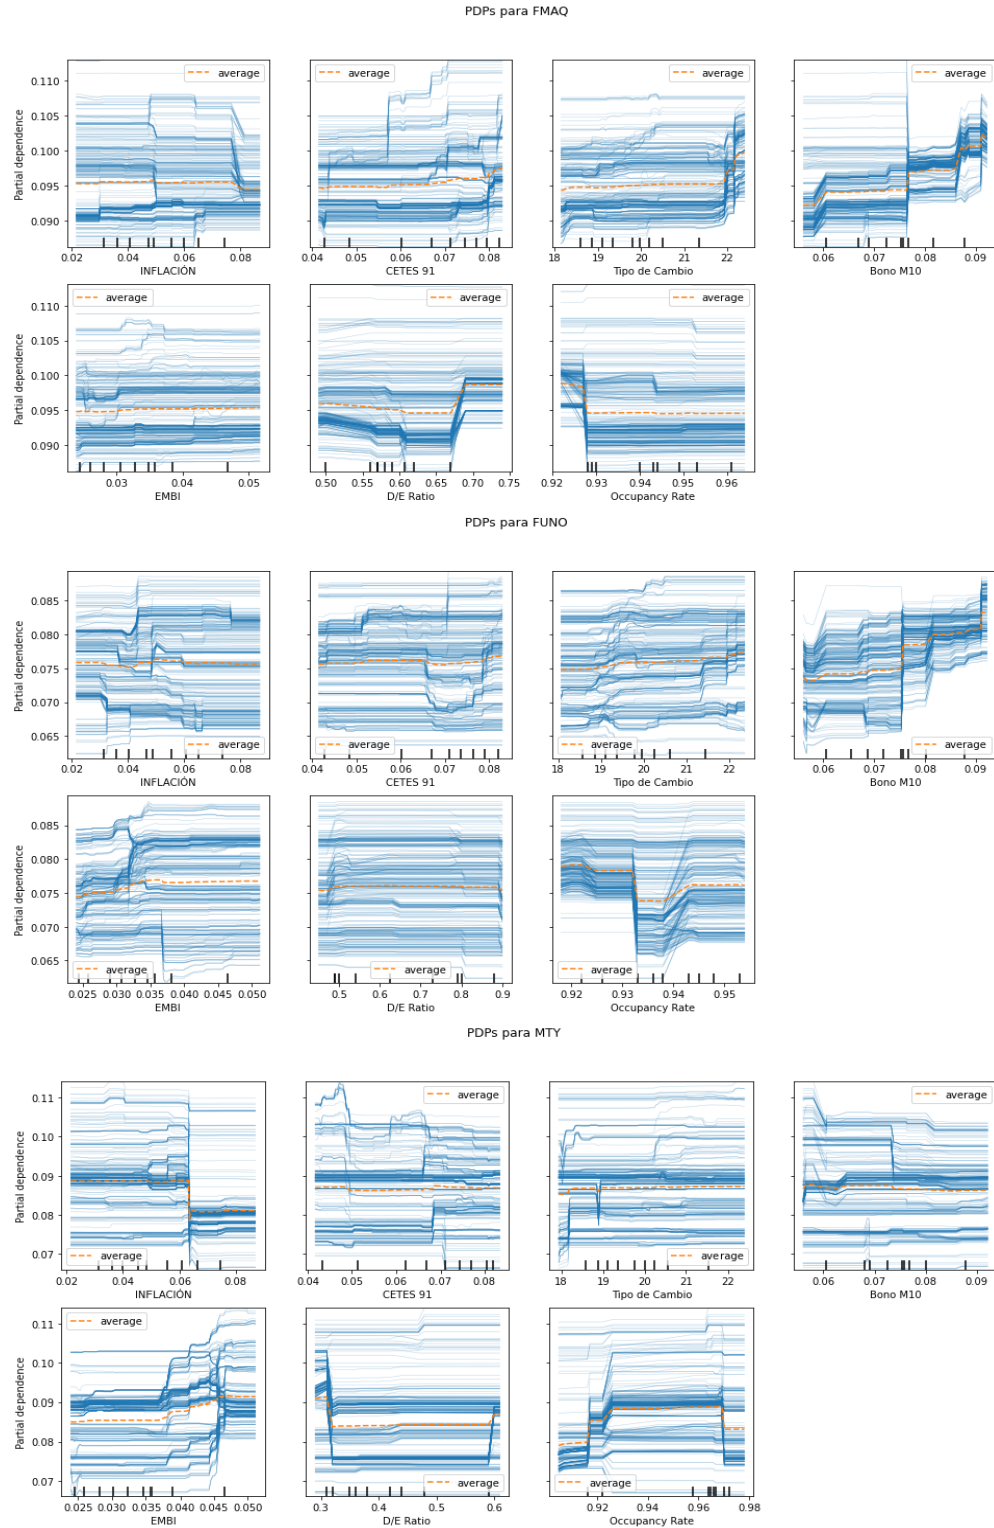 PDPs para FMAQ
average
average
average
average
Partial dependence
0.110
0.105
0.100
0.095
0.090
0.02 0.04 0.06 0.08
0.04 0.05 0.06 0.07 0.08
18 19 20 21 22
0.06 0.07 0.08 0.09
INFLACIÓN
CETES 91
Tipo de Cambio
Bono M10
average
average
average
Partial dependence
0.110
0.105
0.100
0.095
0.090
0.03 0.04 0.05
0.50 0.55 0.60 0.65 0.70 0.75
0.92 0.93 0.94 0.95 0.96
EMBI
D/E Ratio
Occupancy Rate
PDPs para FUNO
Partial dependence
0.085
0.080
0.075
0.070
0.065
average
average
average
average
0.02 0.04 0.06 0.08
0.04 0.05 0.06 0.07 0.08
18 19 20 21 22
0.06 0.07 0.08 0.09
INFLACIÓN
CETES 91
Tipo de Cambio
Bono M10
Partial dependence
0.085
0.080
0.075
0.070
0.065
average
average
average
0.025 0.030 0.035 0.040 0.045 0.050
0.5 0.6 0.7 0.8 0.9
0.92 0.93 0.94 0.95
EMBI
D/E Ratio
Occupancy Rate
PDPs para MTY
Partial dependence
0.11
0.10
0.09
0.08
0.07
average
average
average
average
0.02 0.04 0.06 0.08
0.04 0.05 0.06 0.07 0.08
18 19 20 21 22
0.06 0.07 0.08 0.09
INFLACIÓN
CETES 91
Tipo de Cambio
Bono M10
average
Partial dependence
0.11
0.10
0.09
0.08
0.07
average
average
0.025 0.030 0.035 0.040 0.045 0.050
0.3 0.4 0.5 0.6
0.92 0.94 0.96 0.98
EMBI
D/E Ratio
Occupancy Rate